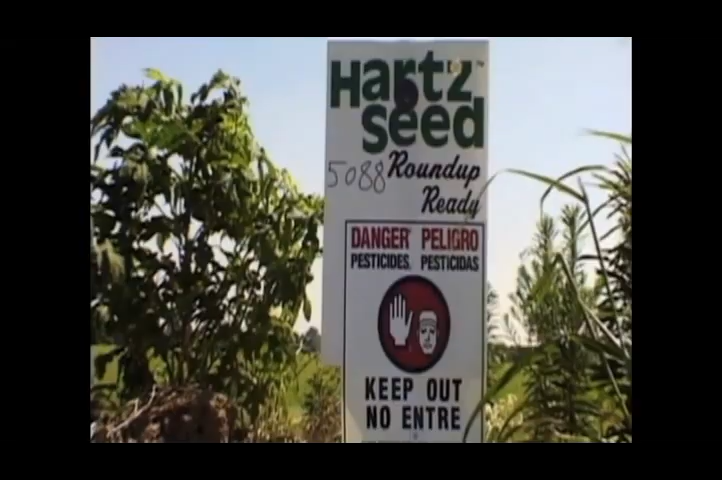 Hartz
Seed
5088 Roundup
Ready
DANGER PELIGRO
PESTICIDES PESTICIDAS
KEEP OUT
NO ENTRE